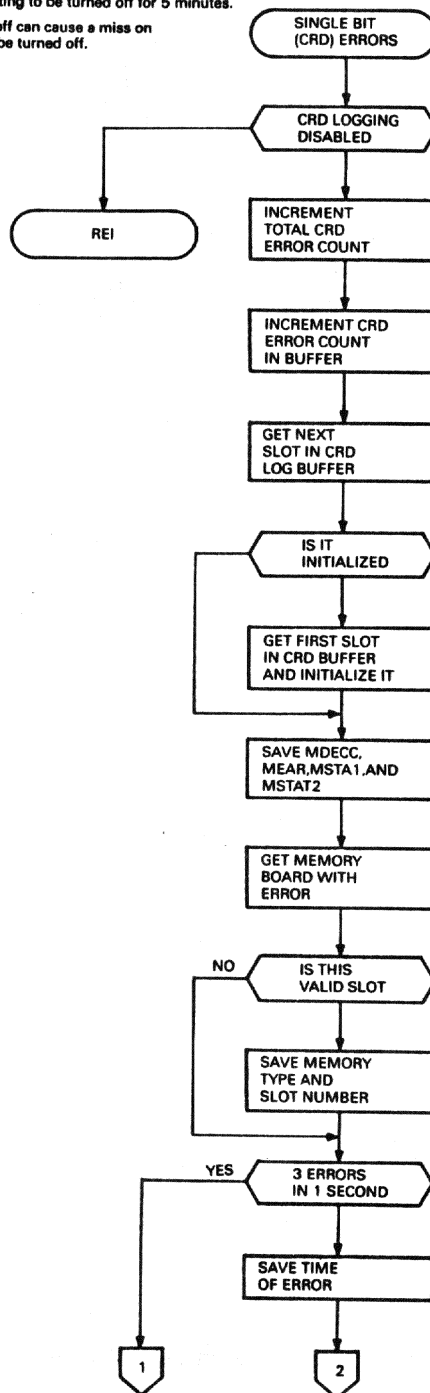 ting to be turned off for 5 minutes.
off can cause a miss on
be turned off.
SINGLE BIT
(CRD) ERRORS
CRD LOGGING
DISABLED
REI
INCREMENT
TOTAL CRD
ERROR COUNT
INCREMENT CRD
ERROR COUNT
IN BUFFER
GET NEXT
SLOT IN CRD
LOG BUFFER
IS IT
INITIALIZED
GET FIRST SLOT
IN CRD BUFFER
AND INITIALIZE IT
SAVE MDECC,
MEAR,MSTA1,AND
MSTAT2
GET MEMORY
BOARD WITH
ERROR
NO
IS THIS
VALID SLOT
SAVE MEMORY
TYPE AND
SLOT NUMBER
YES
3 ERRORS
IN 1 SECOND
SAVE TIME
OF ERROR
1
2